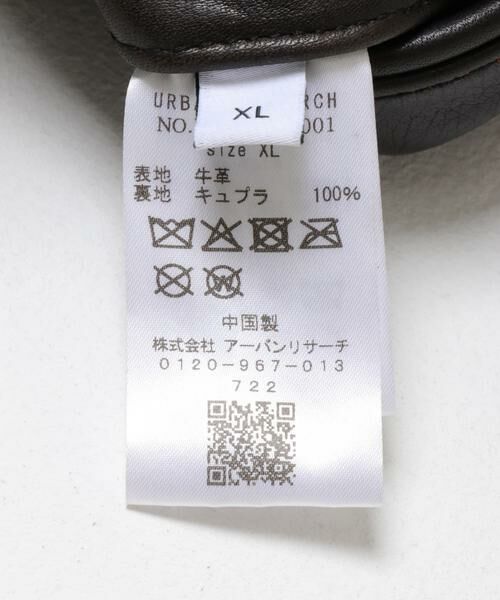 URB RCH
XL
NO. 001
Size XL
表地 牛革
裏地 キュプラ 100%
中国製
株式会社 アーバンリサーチ
0120-967-013
722